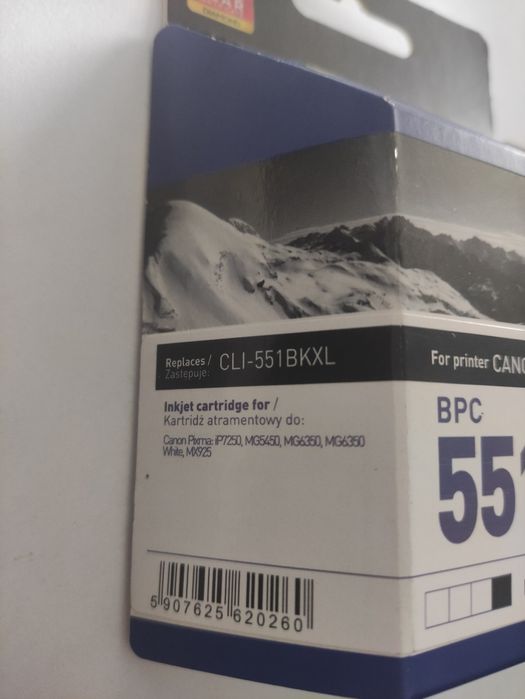 Replaces / CLI-551BKXL
Zastępuje:
For printer CANO
Inkjet cartridge for /
Kartridż atramentowy do:
Canon Pixma: iP7250, MG5450, MG6350, MG6350
White, MX925
BPC
551
5 907625 620260